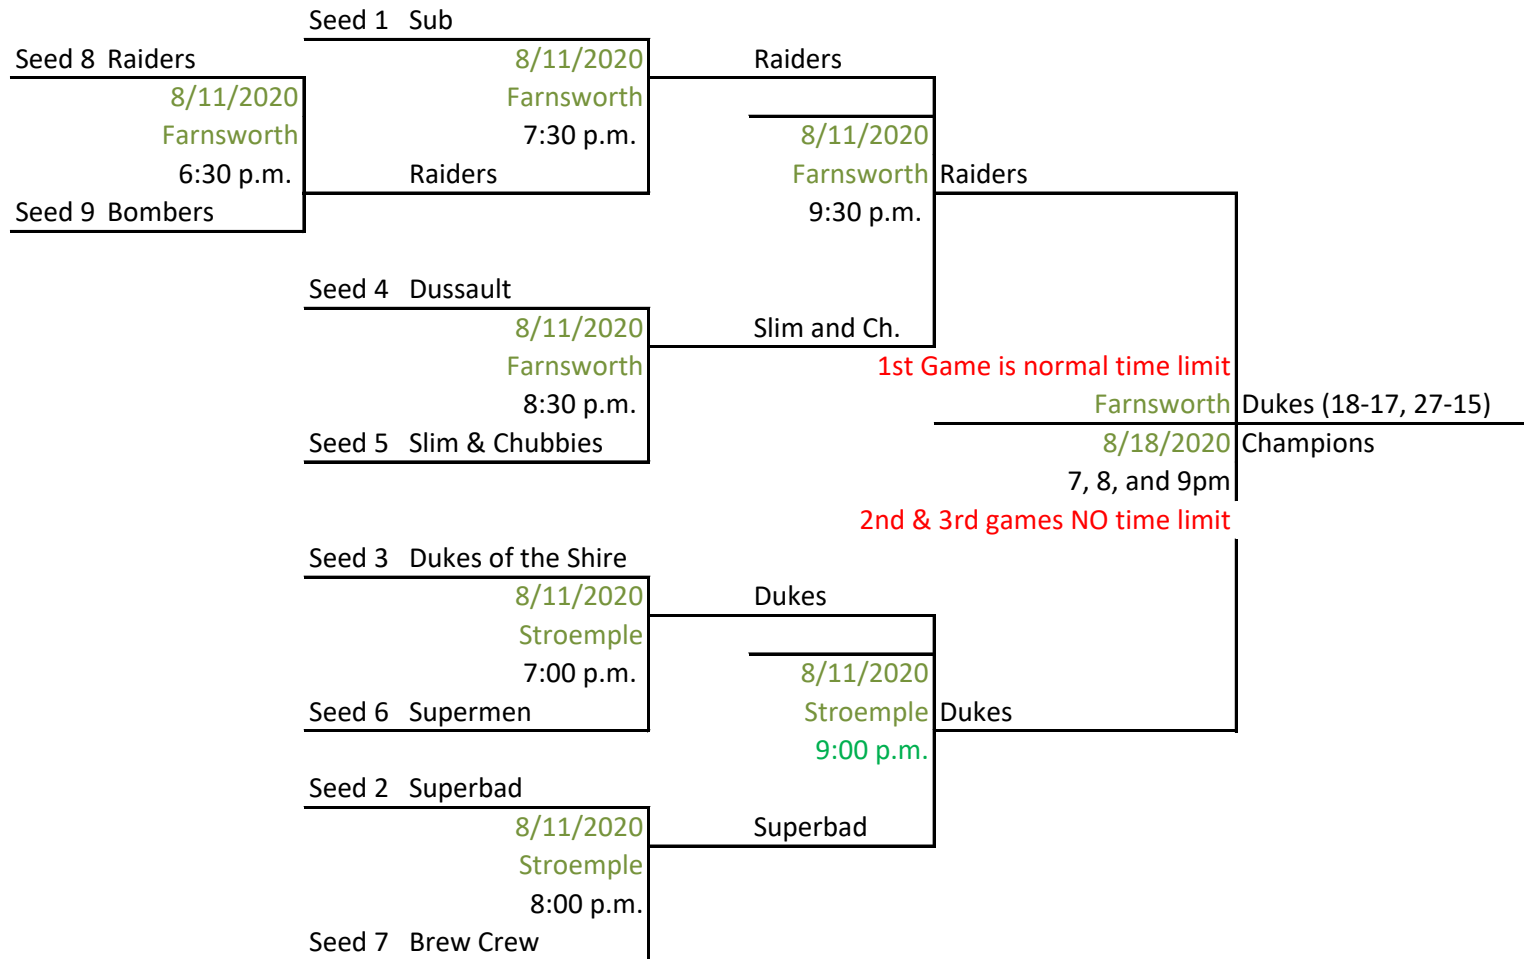 Seed 1 Sub
Seed 8 Raiders
8/11/2020
Raiders
8/11/2020
Farnsworth
Farnsworth
7:30 p.m.
8/11/2020
6:30 p.m.
Raiders
Farnsworth
Raiders
Seed 9 Bombers
9:30 p.m.
Seed 4 Dussault
8/11/2020
Slim and Ch.
Farnsworth
1st Game is normal time limit
8:30 p.m.
Farnsworth
Dukes (18-17, 27-15)
Seed 5 Slim & Chubbies
8/18/2020
Champions
7, 8, and 9pm
2nd & 3rd games NO time limit
Seed 3 Dukes of the Shire
8/11/2020
Dukes
Stroemple
7:00 p.m.
8/11/2020
Seed 6 Supermen
Stroemple
Dukes
9:00 p.m.
Seed 2 Superbad
8/11/2020
Superbad
Stroemple
8:00 p.m.
Seed 7 Brew Crew